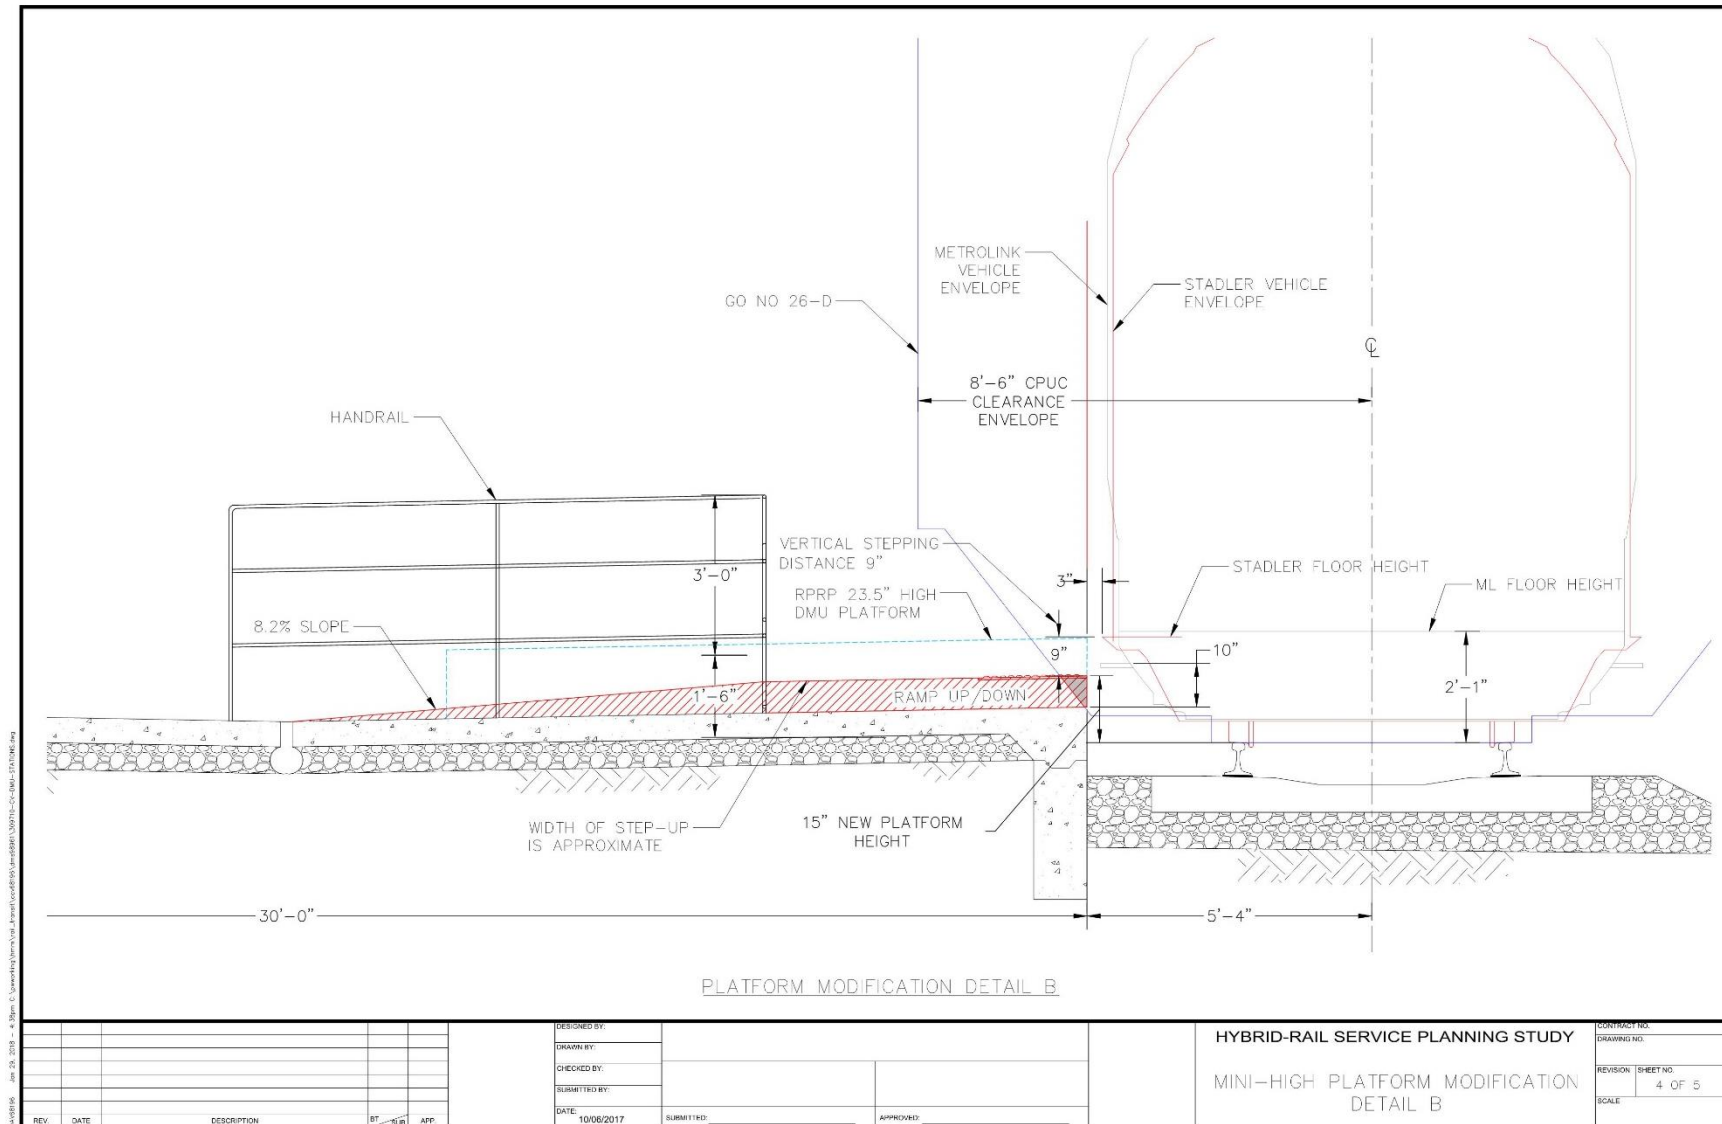 METROLINK
VEHICLE
ENVELOPE
STADLER VEHICLE
ENVELOPE
GO NO 26-D
8'-6" CPUC
CLEARANCE
ENVELOPE
HANDRAIL
VERTICAL STEPPING
DISTANCE 9"
3'-0"
3"
STADLER FLOOR HEIGHT
ML FLOOR HEIGHT
RPRP 23.5" HIGH
DMU PLATFORM
8.2% SLOPE
9"
10"
1'-6"
RAMP UP/DOWN
2'-1"
WIDTH OF STEP-UP
IS APPROXIMATE
15" NEW PLATFORM
HEIGHT
30'-0"
5'-4"
PLATFORM MODIFICATION DETAIL B
REV.
DATE
DESCRIPTION
BY
SUB
APP.
DESIGNED BY:
DRAWN BY:
CHECKED BY:
SUBMITTED BY:
DATE:
10/06/2017
SUBMITTED:
APPROVED:
HYBRID-RAIL SERVICE PLANNING STUDY
MINI-HIGH PLATFORM MODIFICATION
DETAIL B
CONTRACT NO.
DRAWING NO.
REVISION
SHEET NO.
4 OF 5
SCALE